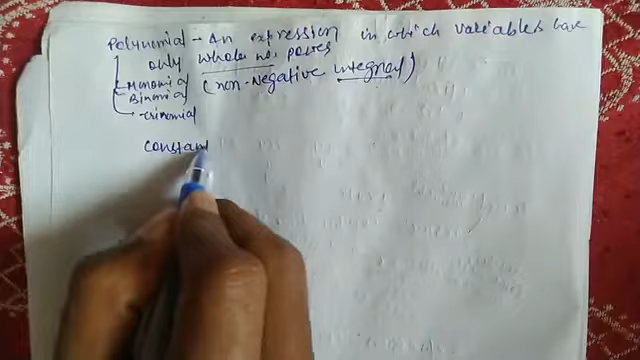 Polynomial - An expression in which variables have
only whole no. powers
(non-Negative integral)
Monomial
Binomial
Trinomial
constant